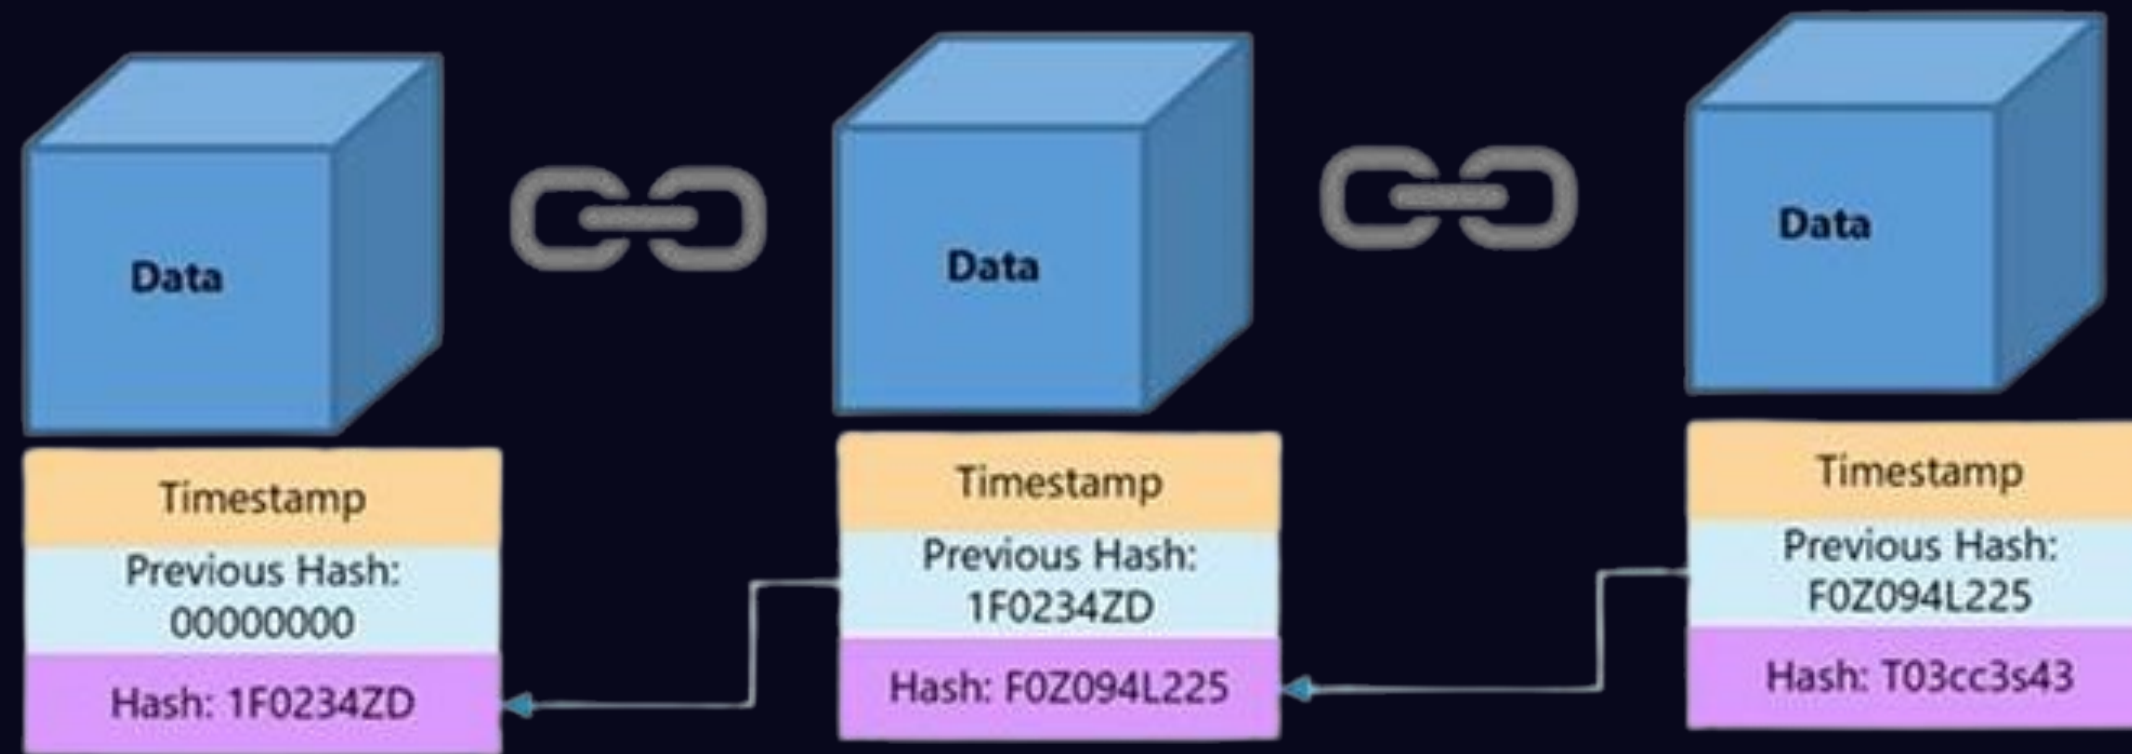 Data
Timestamp
Previous Hash:
00000000
Hash: 1F0234ZD
Data
Timestamp
Previous Hash:
1F0234ZD
Hash: F0Z094L225
Data
Timestamp
Previous Hash:
F0Z094L225
Hash: T03cc3s43